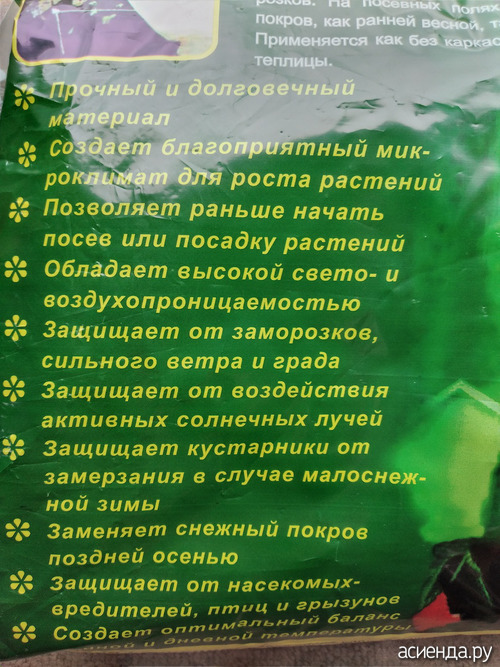 розков. На посевных полях
покров, как ранней весной, т
Применяется как без каркас
теплицы.
Прочный и долговечный
материал
Создает благоприятный мик-
роклимат для роста растений
Позволяет раньше начать
посев или посадку растений
Обладает высокой свето- и
воздухопроницаемостью
Защищает от заморозков,
сильного ветра и града
Защищает от воздействия
активных солнечных лучей
Защищает кустарники от
замерзания в случае малоснеж-
ной зимы
Заменяет снежный покров
поздней осенью
Защищает от насекомых-
вредителей, птиц и грызунов
Создает оптимальный баланс
ночной и дневной температуры
асиенда.ру